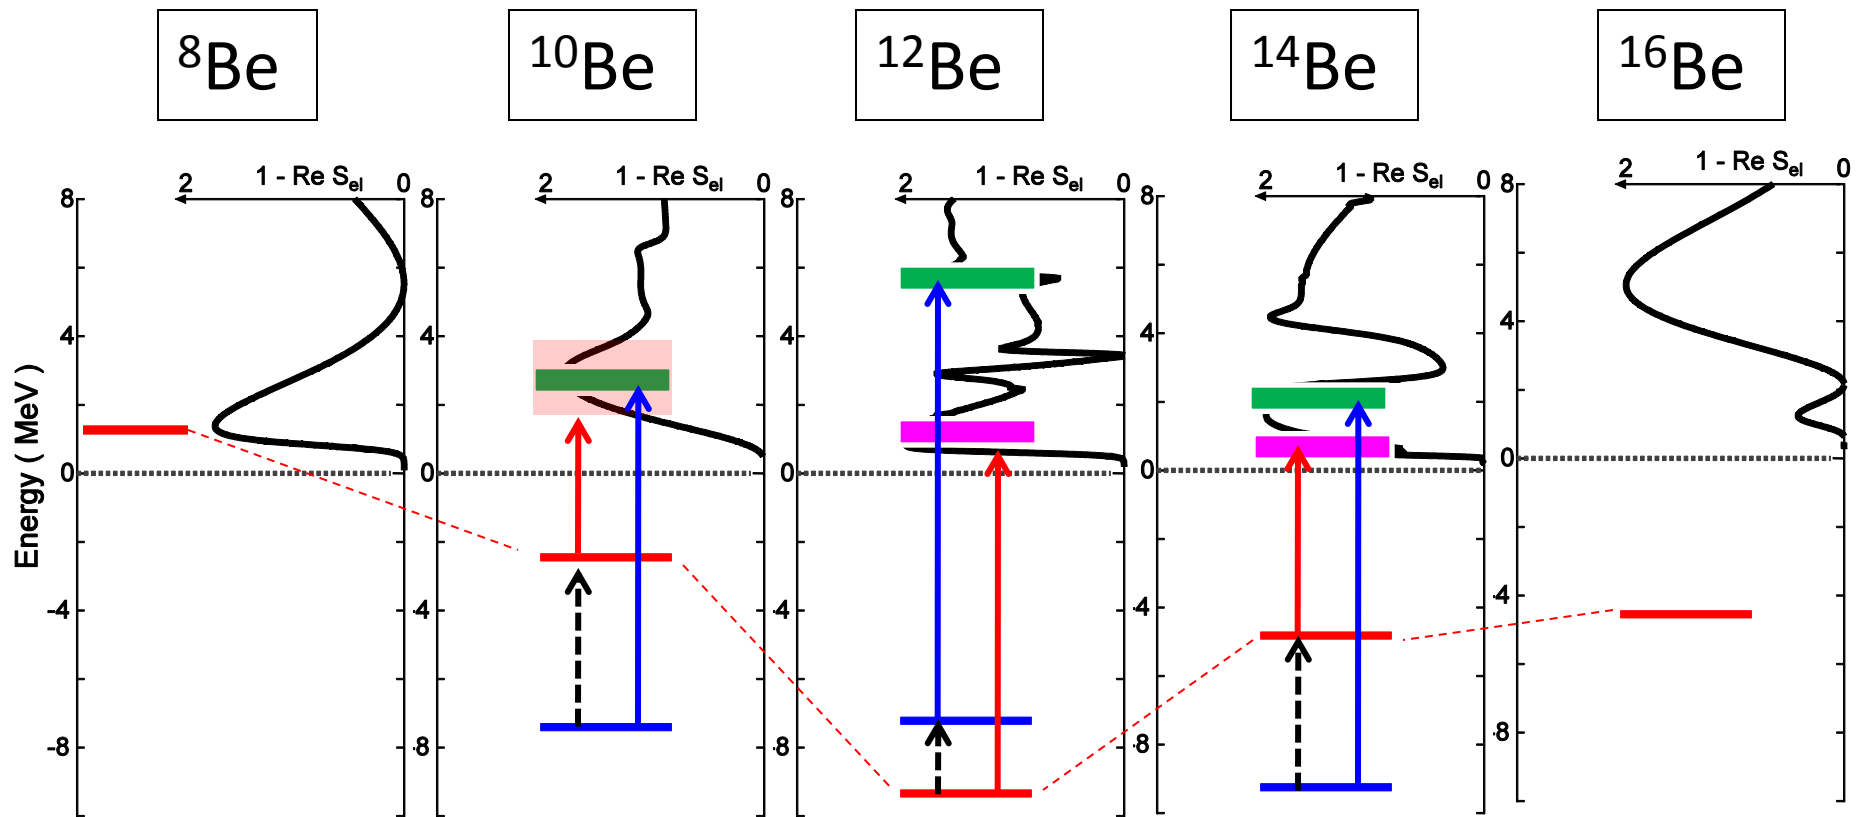 ⁸Be ¹⁰Be ¹²Be ¹⁴Be ¹⁶Be
2 1 - Re Sₑₗ 0 2 1 - Re Sₑₗ 0 2 1 - Re Sₑₗ 0 2 1 - Re Sₑₗ 0 2 1 - Re Sₑₗ 0
8 8 8 8 8
4 4 4 4 4
0 0 0 0 0
-4 -4 -4 -4 -4
-8 -8 -8 -8 -8
Energy ( MeV )